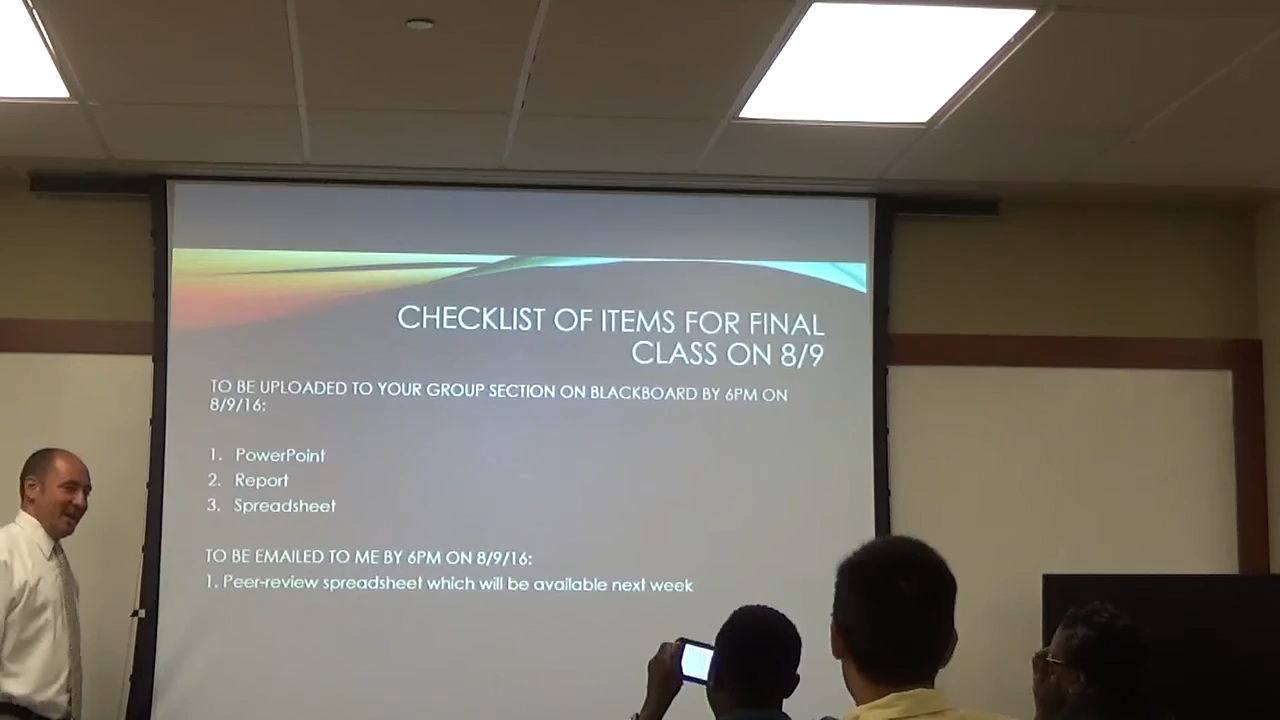 CHECKLIST OF ITEMS FOR FINAL
CLASS ON 8/9
TO BE UPLOADED TO YOUR GROUP SECTION ON BLACKBOARD BY 6PM ON
8/9/16:
1. PowerPoint
2. Report
3. Spreadsheet
TO BE EMAILED TO ME BY 6PM ON 8/9/16:
1. Peer-review spreadsheet which will be available next week